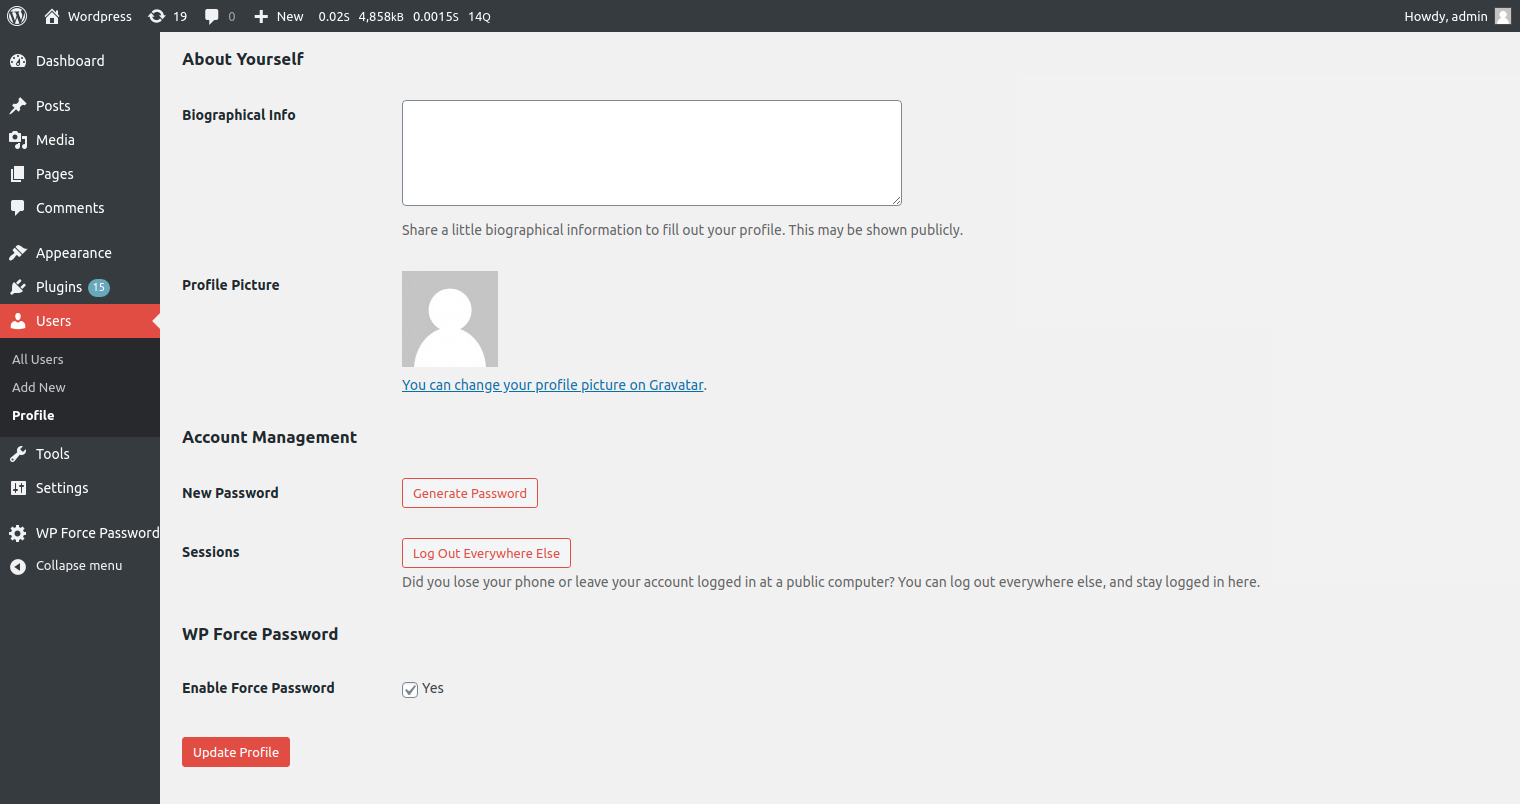 Wordpress 19 0 New 0.02S 4,858KB 0.0015S 14Q Howdy, admin
Dashboard
Posts
Media
Pages
Comments
Appearance
Plugins 15
Users
All Users
Add New
Profile
Tools
Settings
WP Force Password
Collapse menu
About Yourself
Biographical Info
Share a little biographical information to fill out your profile. This may be shown publicly.
Profile Picture
You can change your profile picture on Gravatar.
Account Management
New Password Generate Password
Sessions Log Out Everywhere Else
Did you lose your phone or leave your account logged in at a public computer? You can log out everywhere else, and stay logged in here.
WP Force Password
Enable Force Password Yes
Update Profile